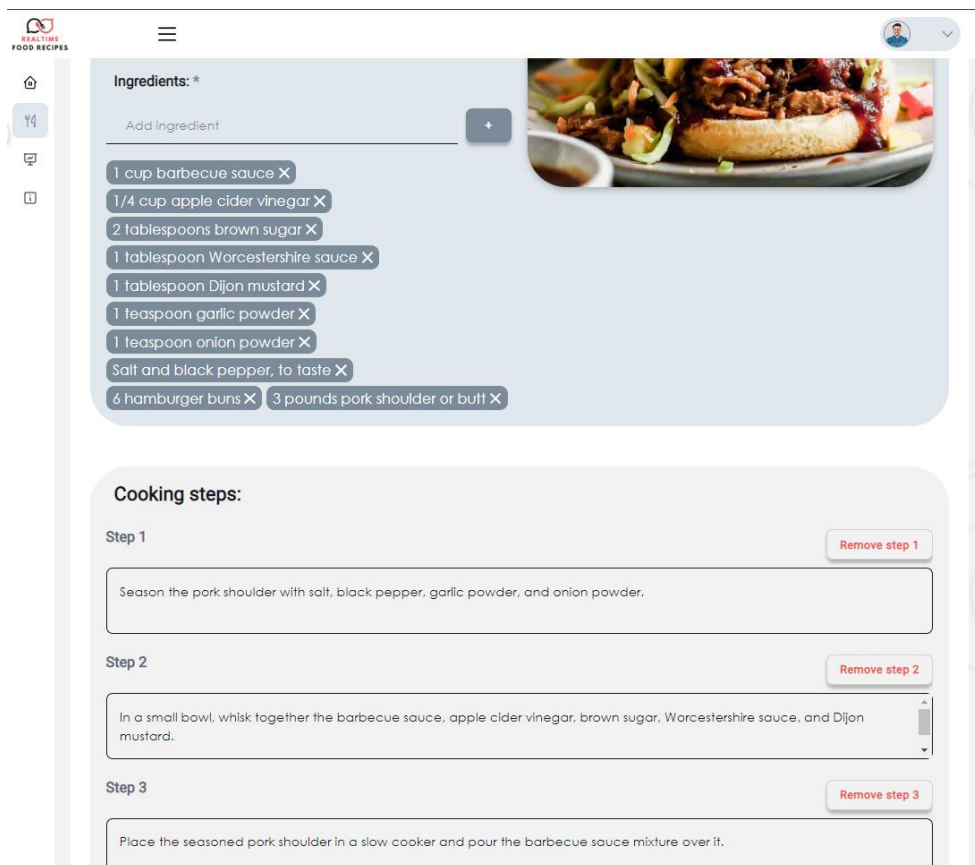 REALTIME
FOOD RECIPES
Ingredients: *
Add ingredient
+
1 cup barbecue sauce X
1/4 cup apple cider vinegar X
2 tablespoons brown sugar X
1 tablespoon Worcestershire sauce X
1 tablespoon Dijon mustard X
1 teaspoon garlic powder X
1 teaspoon onion powder X
Salt and black pepper, to taste X
6 hamburger buns X 3 pounds pork shoulder or butt X
Cooking steps:
Step 1
Remove step 1
Season the pork shoulder with salt, black pepper, garlic powder, and onion powder.
Step 2
Remove step 2
In a small bowl, whisk together the barbecue sauce, apple cider vinegar, brown sugar, Worcestershire sauce, and Dijon
mustard.
Step 3
Remove step 3
Place the seasoned pork shoulder in a slow cooker and pour the barbecue sauce mixture over it.